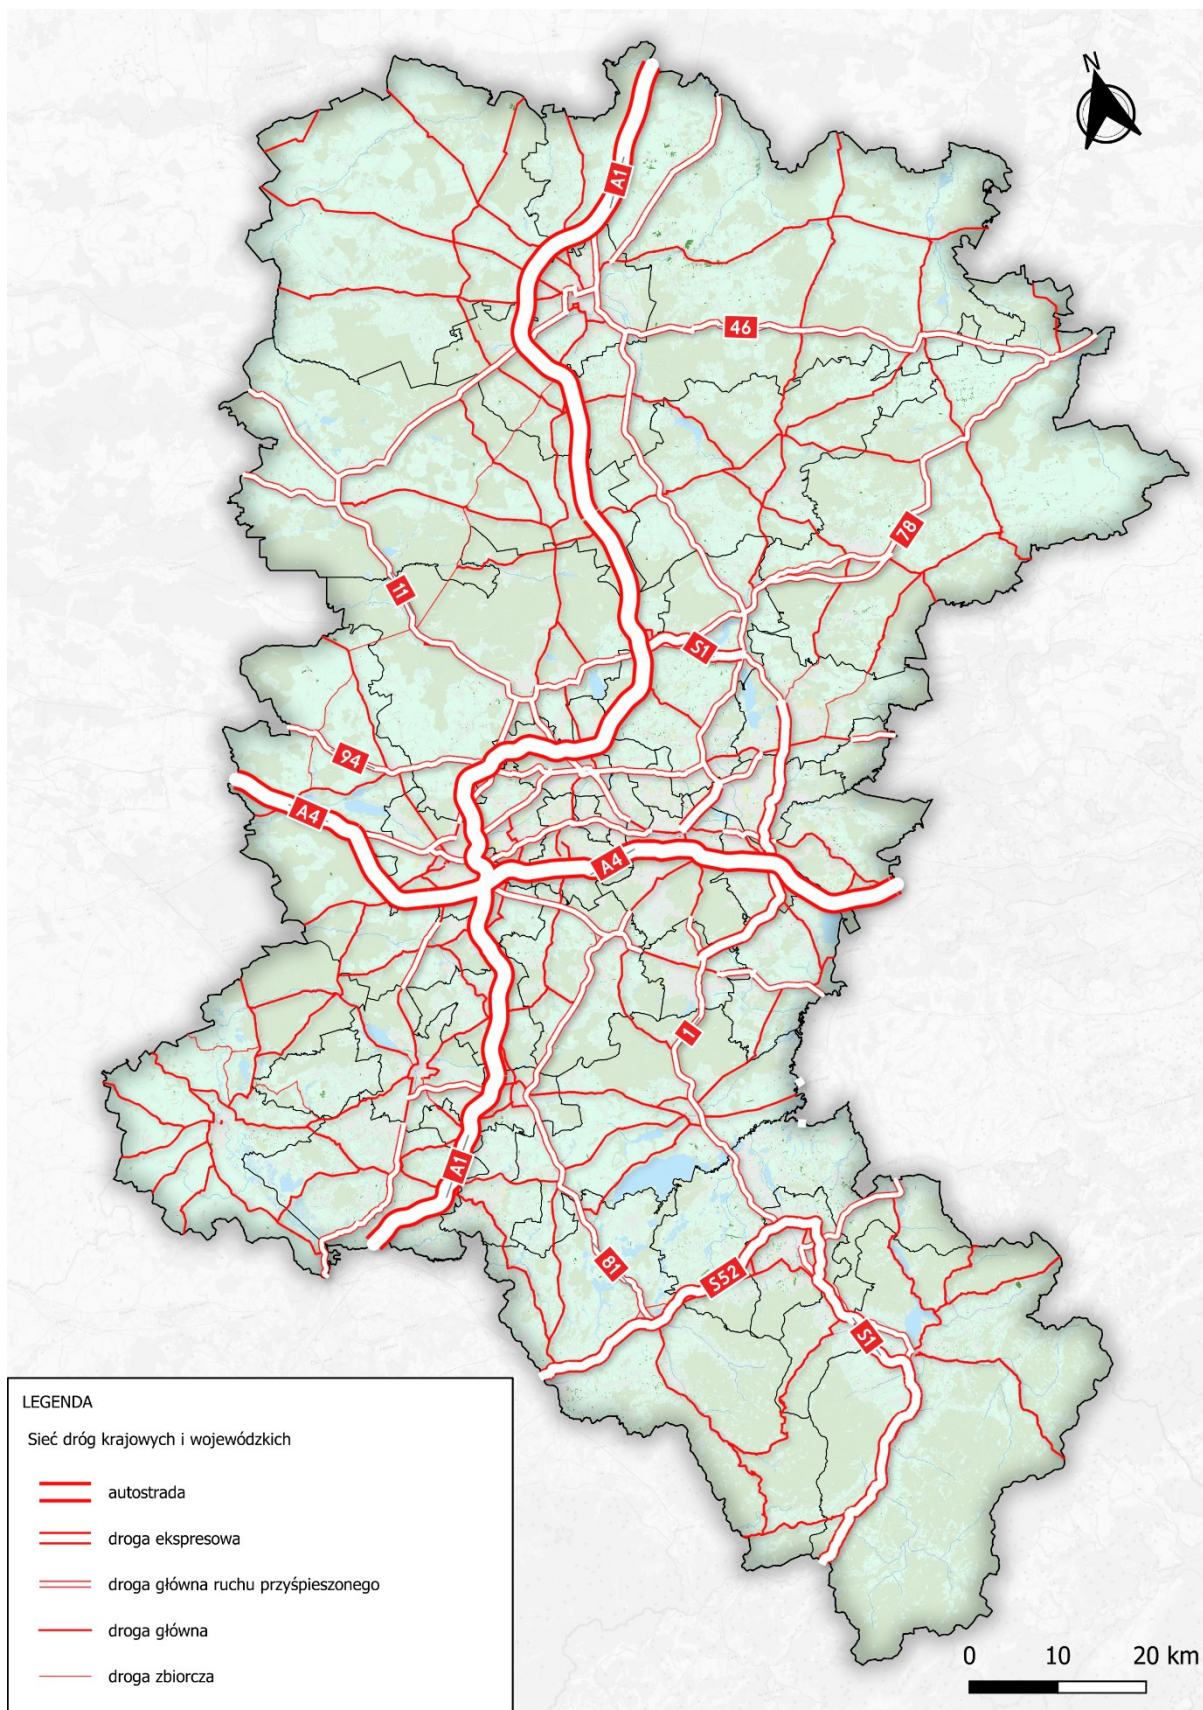 N
A1
46
78
11
S1
94
A4
A4
1
A1
81
S52
S1
LEGENDA
Sieć dróg krajowych i wojewódzkich
autostrada
droga ekspresowa
droga główna ruchu przyśpieszonego
droga główna
droga zbiorcza
0 10 20 km